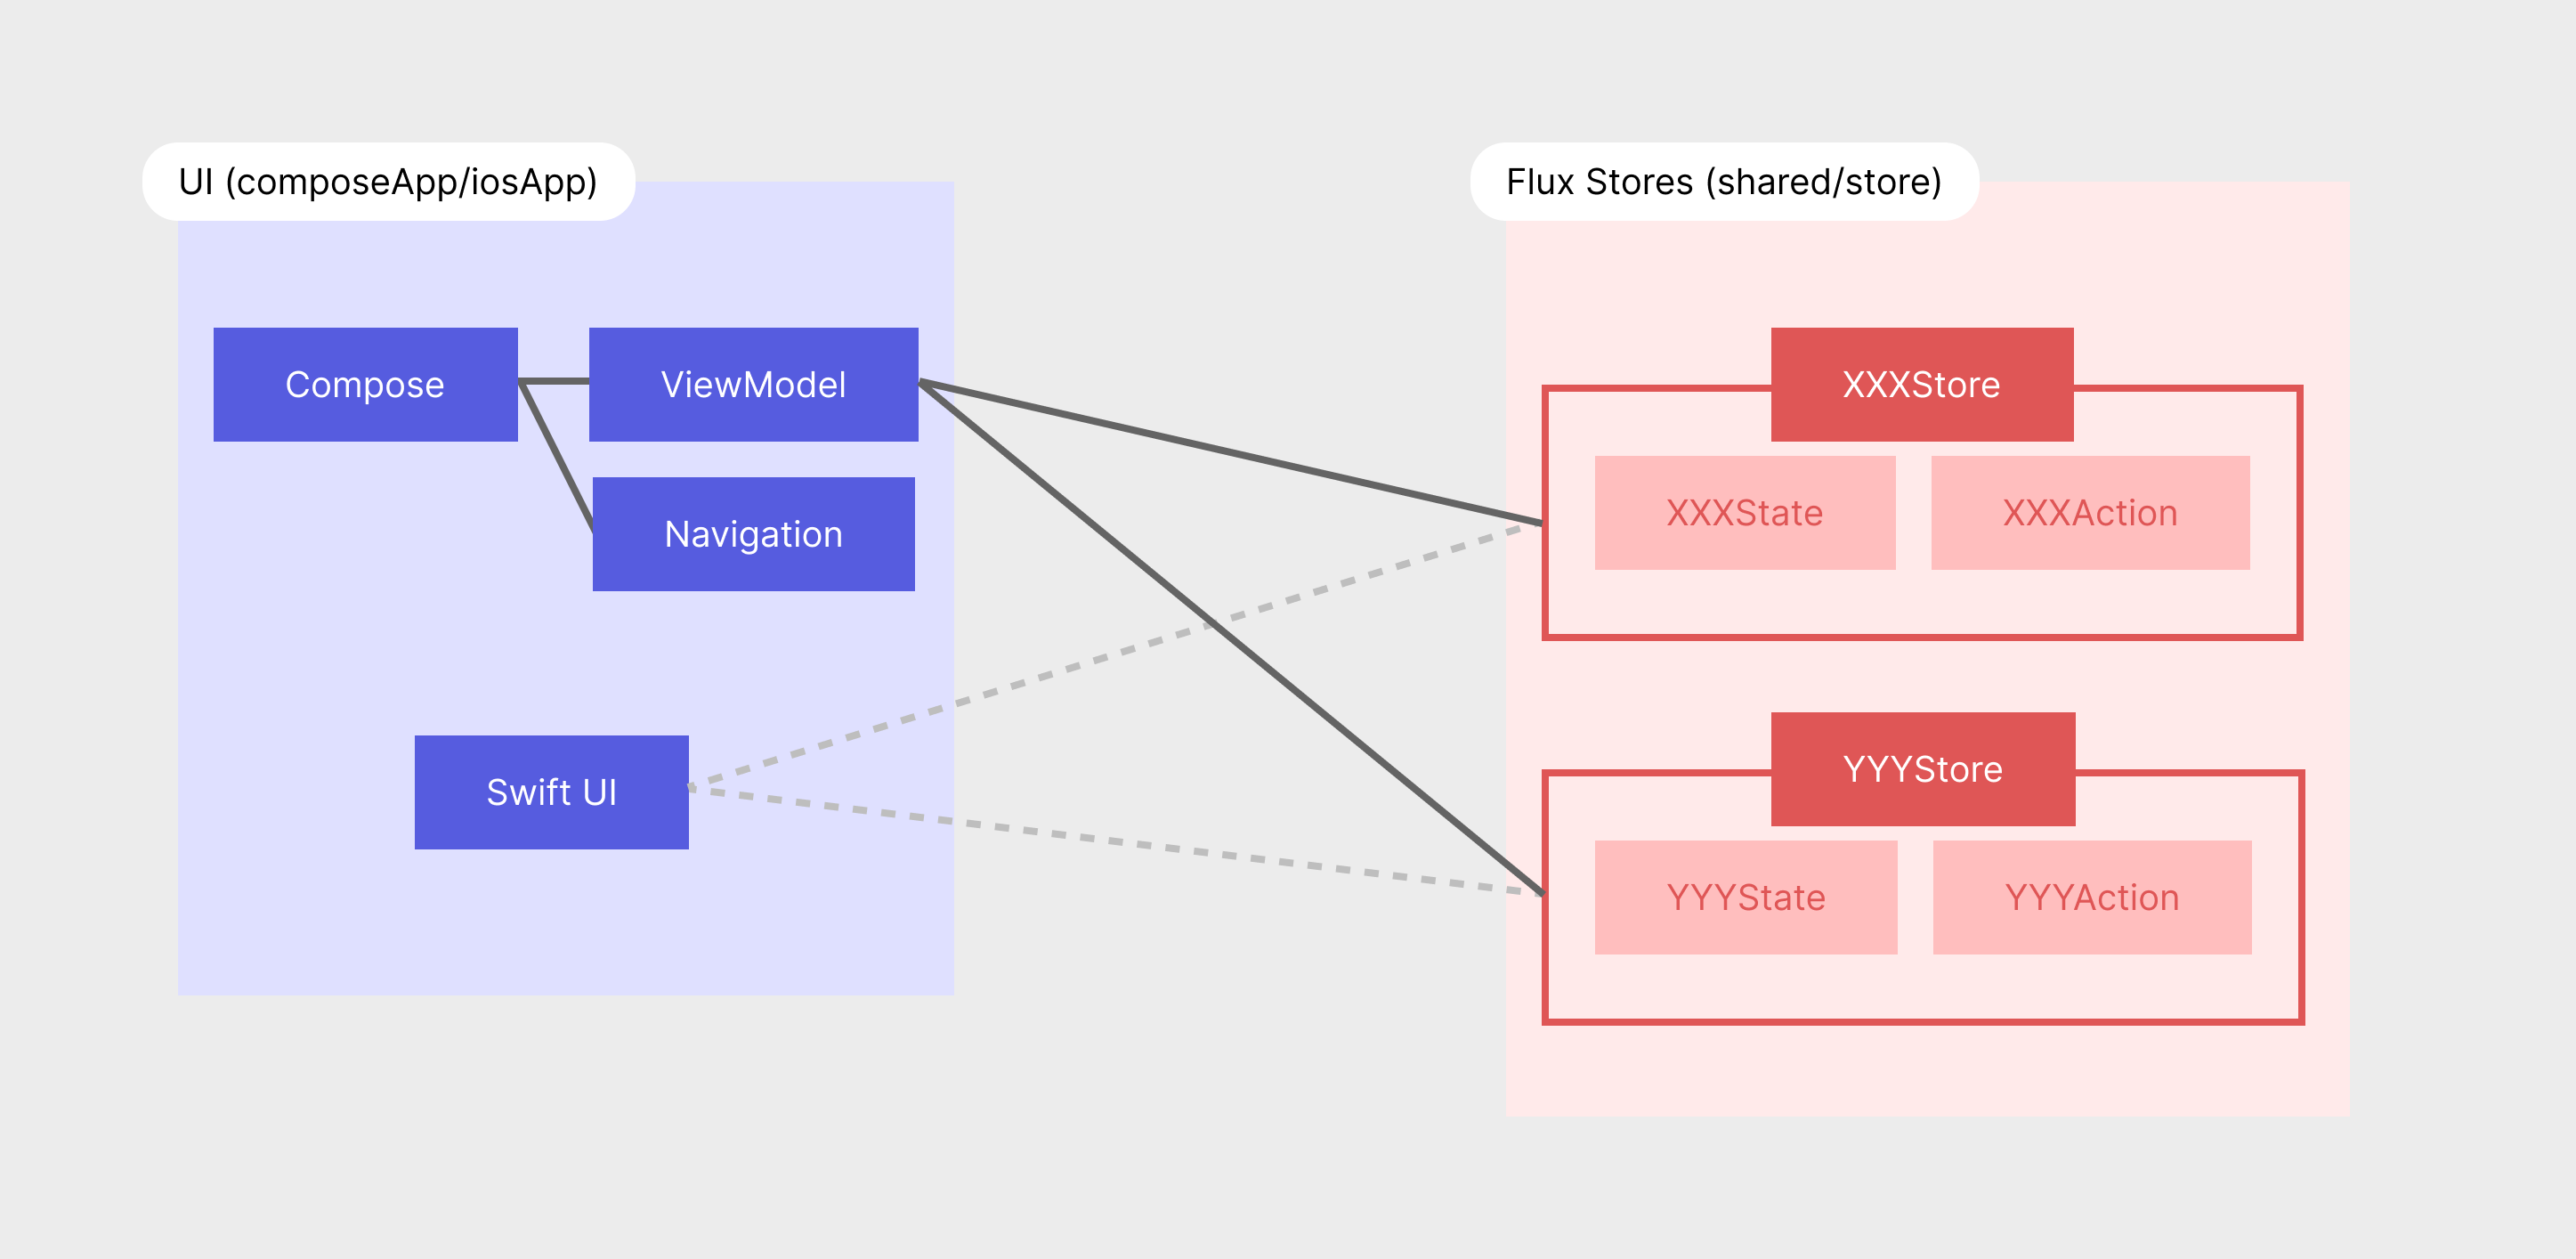 UI (composeApp/iosApp)
Compose
ViewModel
Navigation
Swift UI
Flux Stores (shared/store)
XXXStore
XXXState
XXXAction
YYYStore
YYYState
YYYAction